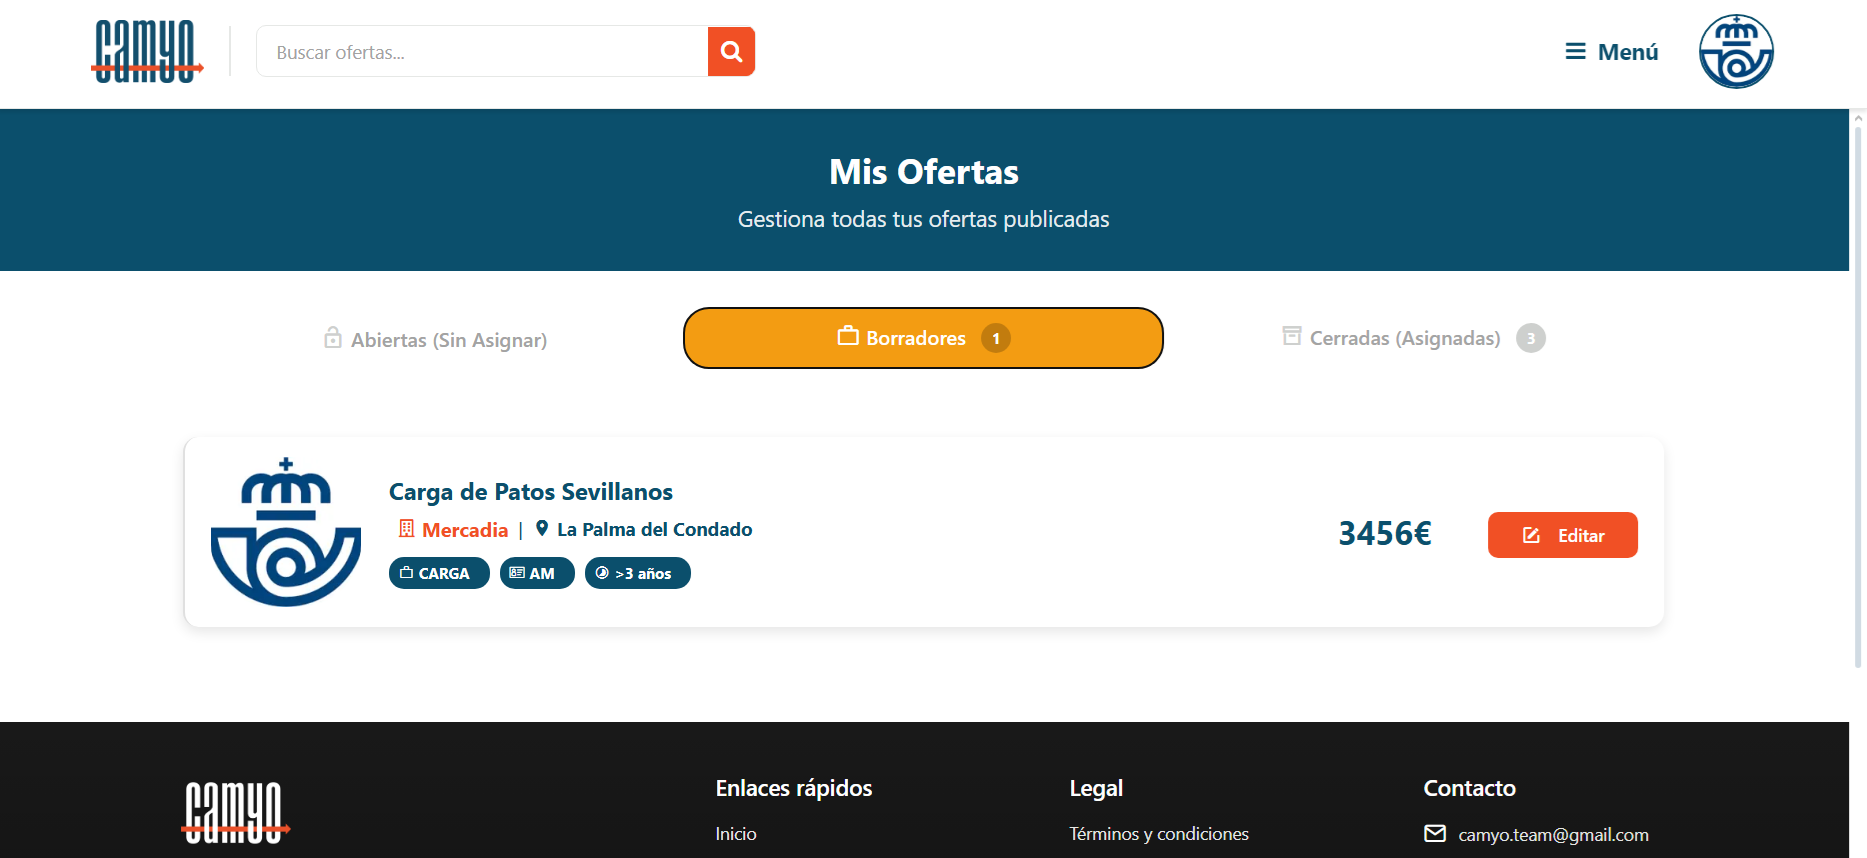 camyo
Buscar ofertas...
Menú
Mis Ofertas
Gestiona todas tus ofertas publicadas
Abiertas (Sin Asignar)
Borradores 1
Cerradas (Asignadas) 3
Carga de Patos Sevillanos
Mercadia | La Palma del Condado
CARGA AM >3 años
3456€
Editar
camyo
Enlaces rápidos
Inicio
Legal
Términos y condiciones
Contacto
camyo.team@gmail.com